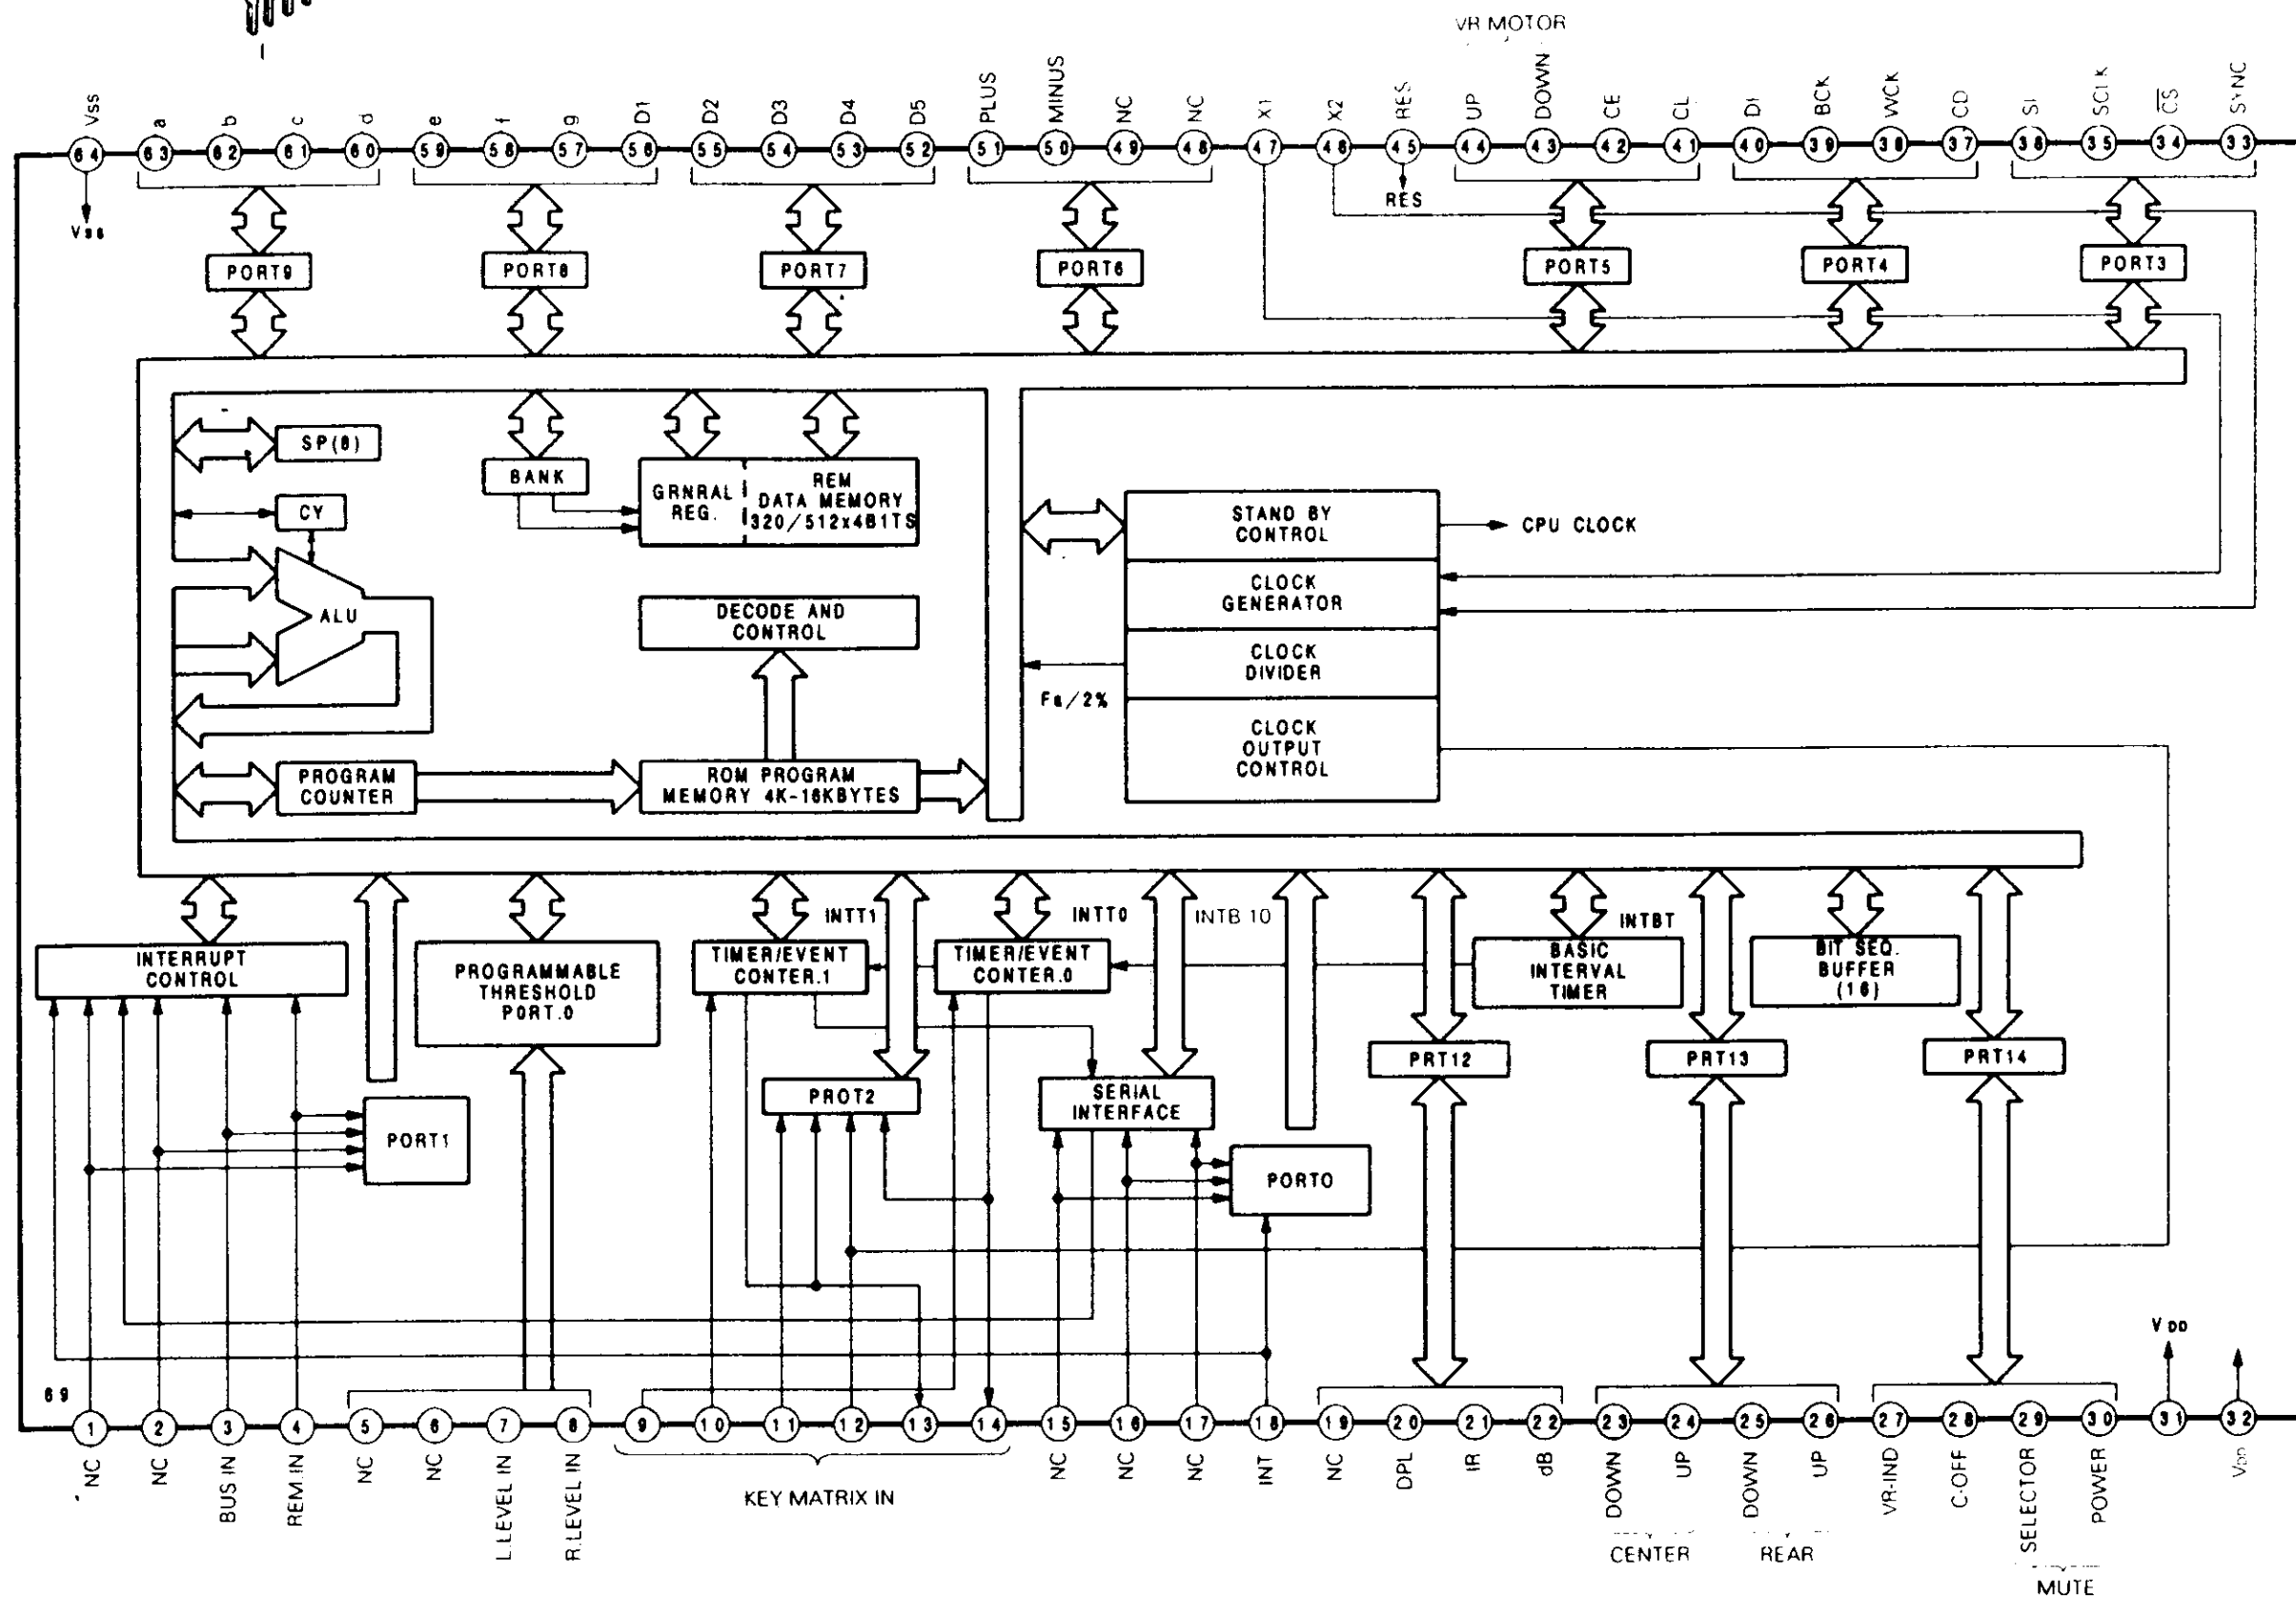 VR MOTOR
Vss a b c d e f g D1 D2 D3 D4 D5 PLUS MINUS NC NC X1 X2 RES UP DOWN CE CL DI BCK WCK CD SI SCLK CS SYNC
64 63 62 61 60 59 58 57 56 55 54 53 52 51 50 49 48 47 46 45 44 43 42 41 40 39 38 37 36 35 34 33
Vss
RES
PORT9 PORT8 PORT7 PORT6 PORT5 PORT4 PORT3
SP(8)
BANK
GRNRAL
REG.
REM
DATA MEMORY
320/512x4B1TS
CY
ALU
STAND BY
CONTROL
CPU CLOCK
CLOCK
GENERATOR
DECODE AND
CONTROL
CLOCK
DIVIDER
Fs/2%
CLOCK
OUTPUT
CONTROL
PROGRAM
COUNTER
ROM PROGRAM
MEMORY 4K-16KBYTES
INTT1
INTT0
INTB 10
INTBT
INTERRUPT
CONTROL
PROGRAMMABLE
THRESHOLD
PORT.0
TIMER/EVENT
CONTER.1
TIMER/EVENT
CONTER.0
BASIC
INTERVAL
TIMER
BIT SEQ.
BUFFER
(16)
PRT12
PRT13
PRT14
PROT2
SERIAL
INTERFACE
PORT1
PORT0
VDD
69
1 2 3 4 5 6 7 8 9 10 11 12 13 14 15 16 17 18 19 20 21 22 23 24 25 26 27 28 29 30 31 32
NC NC BUS IN REM.IN NC NC L.LEVEL IN R.LEVEL IN
KEY MATRIX IN
NC NC NC INT NC DPL IR dB DOWN UP DOWN UP VR-IND C-OFF SELECTOR POWER VDD
CENTER
REAR
MUTE